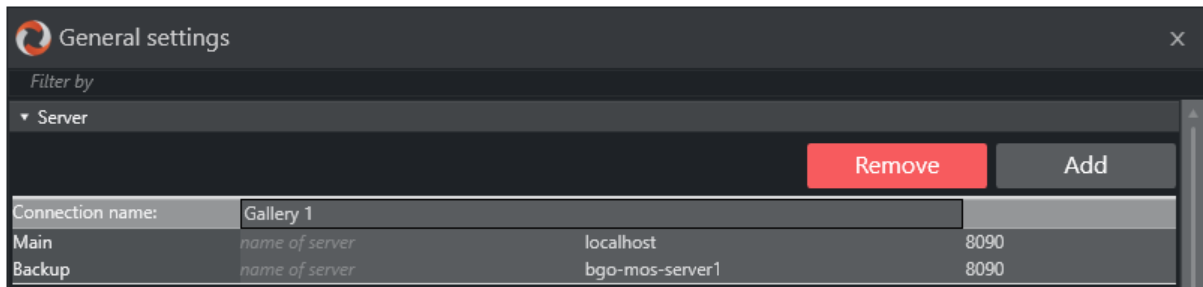 General settings
Filter by
Server
Remove Add
Connection name: Gallery 1
Main name of server localhost 8090
Backup name of server bgo-mos-server1 8090